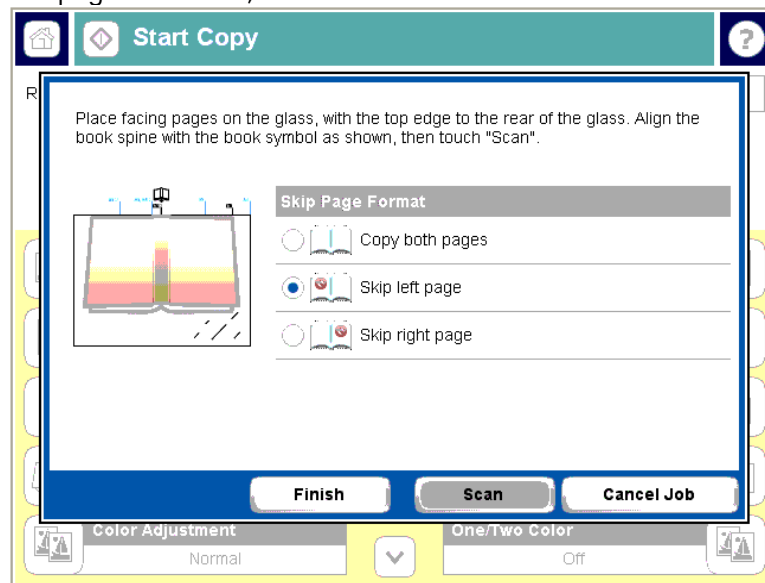 Start Copy
?
R
Place facing pages on the glass, with the top edge to the rear of the glass. Align the
book spine with the book symbol as shown, then touch "Scan".
Skip Page Format
Copy both pages
Skip left page
Skip right page
Finish
Scan
Cancel Job
Color Adjustment
One/Two Color
Normal
Off